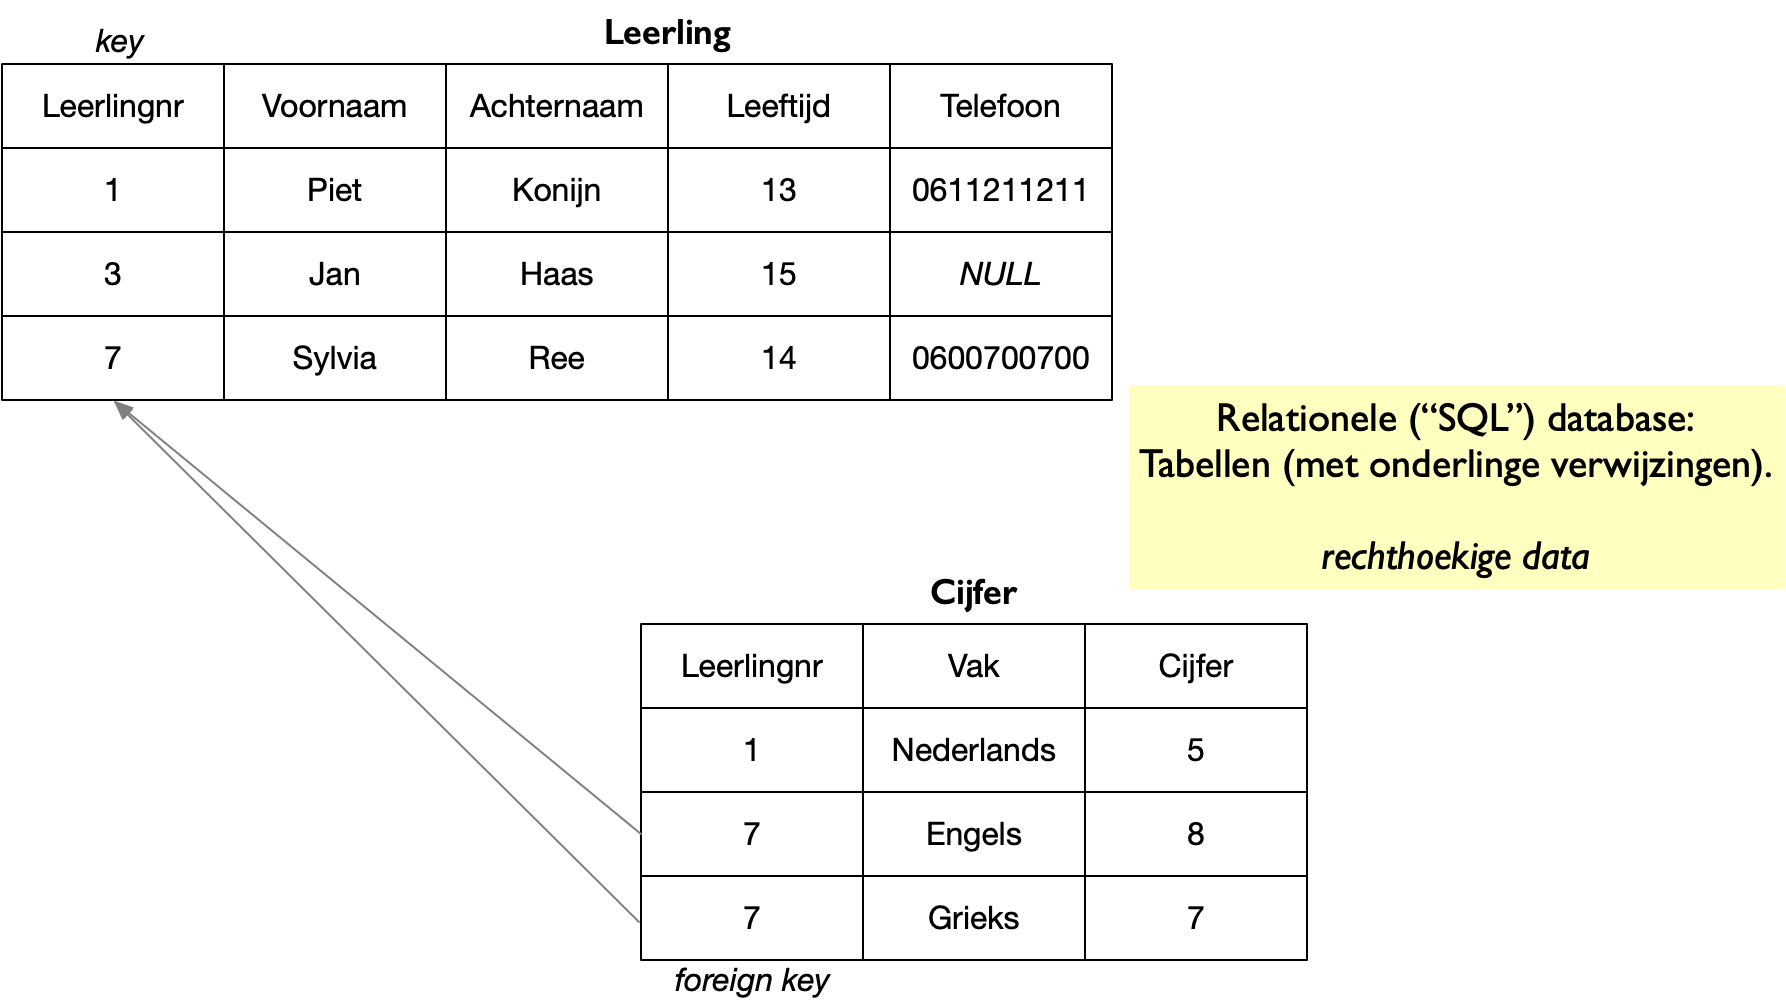 key
Leerling
Leerlingnr Voornaam Achternaam Leeftijd Telefoon
1 Piet Konijn 13 0611211211
3 Jan Haas 15 NULL
7 Sylvia Ree 14 0600700700
Relationele (“SQL”) database:
Tabellen (met onderlinge verwijzingen).
rechthoekige data
Cijfer
Leerlingnr Vak Cijfer
1 Nederlands 5
7 Engels 8
7 Grieks 7
foreign key